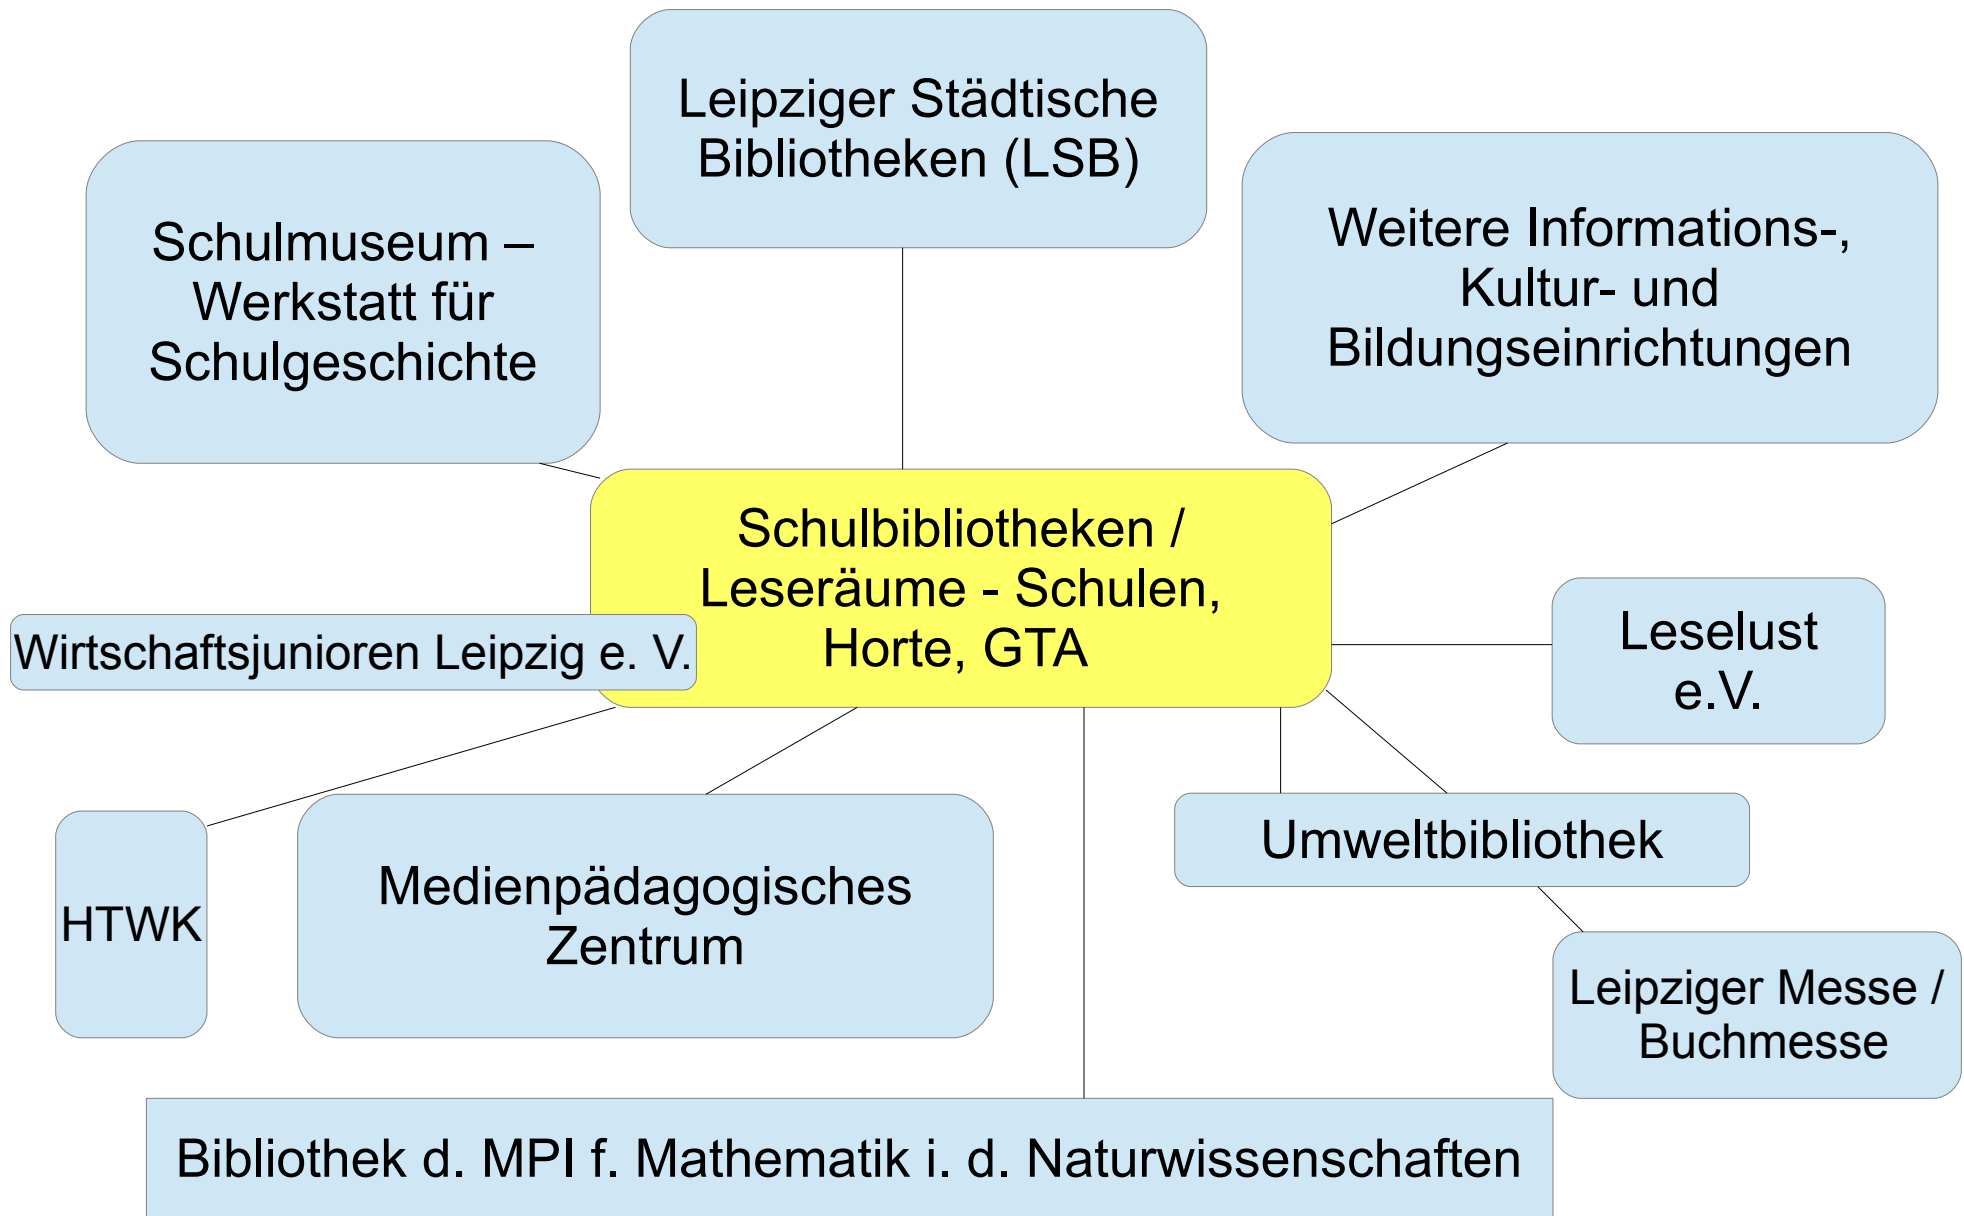 Leipziger Städtische
Bibliotheken (LSB)
Schulmuseum –
Werkstatt für
Schulgeschichte
Weitere Informations-,
Kultur- und
Bildungseinrichtungen
Schulbibliotheken /
Leseräume - Schulen,
Horte, GTA
Wirtschaftsjunioren Leipzig e. V.
Leselust
e.V.
HTWK
Medienpädagogisches
Zentrum
Umweltbibliothek
Leipziger Messe /
Buchmesse
Bibliothek d. MPI f. Mathematik i. d. Naturwissenschaften